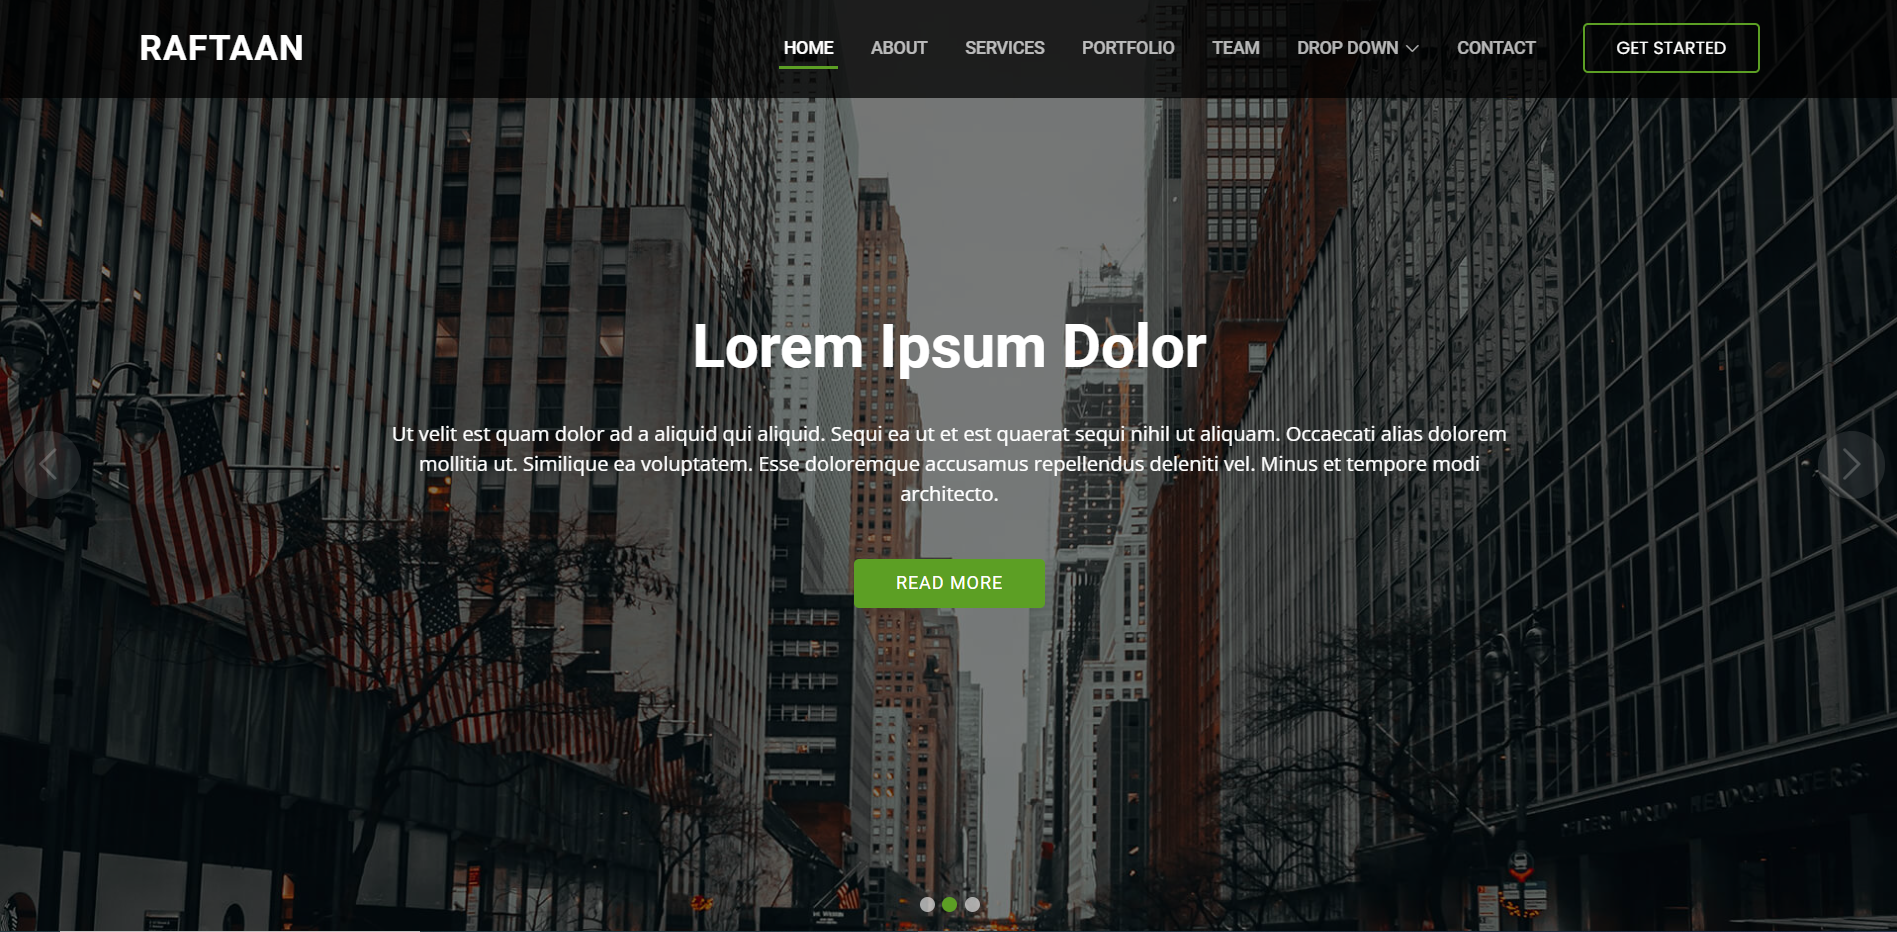 RAFTAAN
HOME ABOUT SERVICES PORTFOLIO TEAM DROP DOWN CONTACT GET STARTED
Lorem Ipsum Dolor
Ut velit est quam dolor ad a aliquid qui aliquid. Sequi ea ut et est quaerat sequi nihil ut aliquam. Occaecati alias dolorem
mollitia ut. Similique ea voluptatem. Esse doloremque accusamus repellendus deleniti vel. Minus et tempore modi
architecto.
READ MORE
WORLD HEADQUARTERS